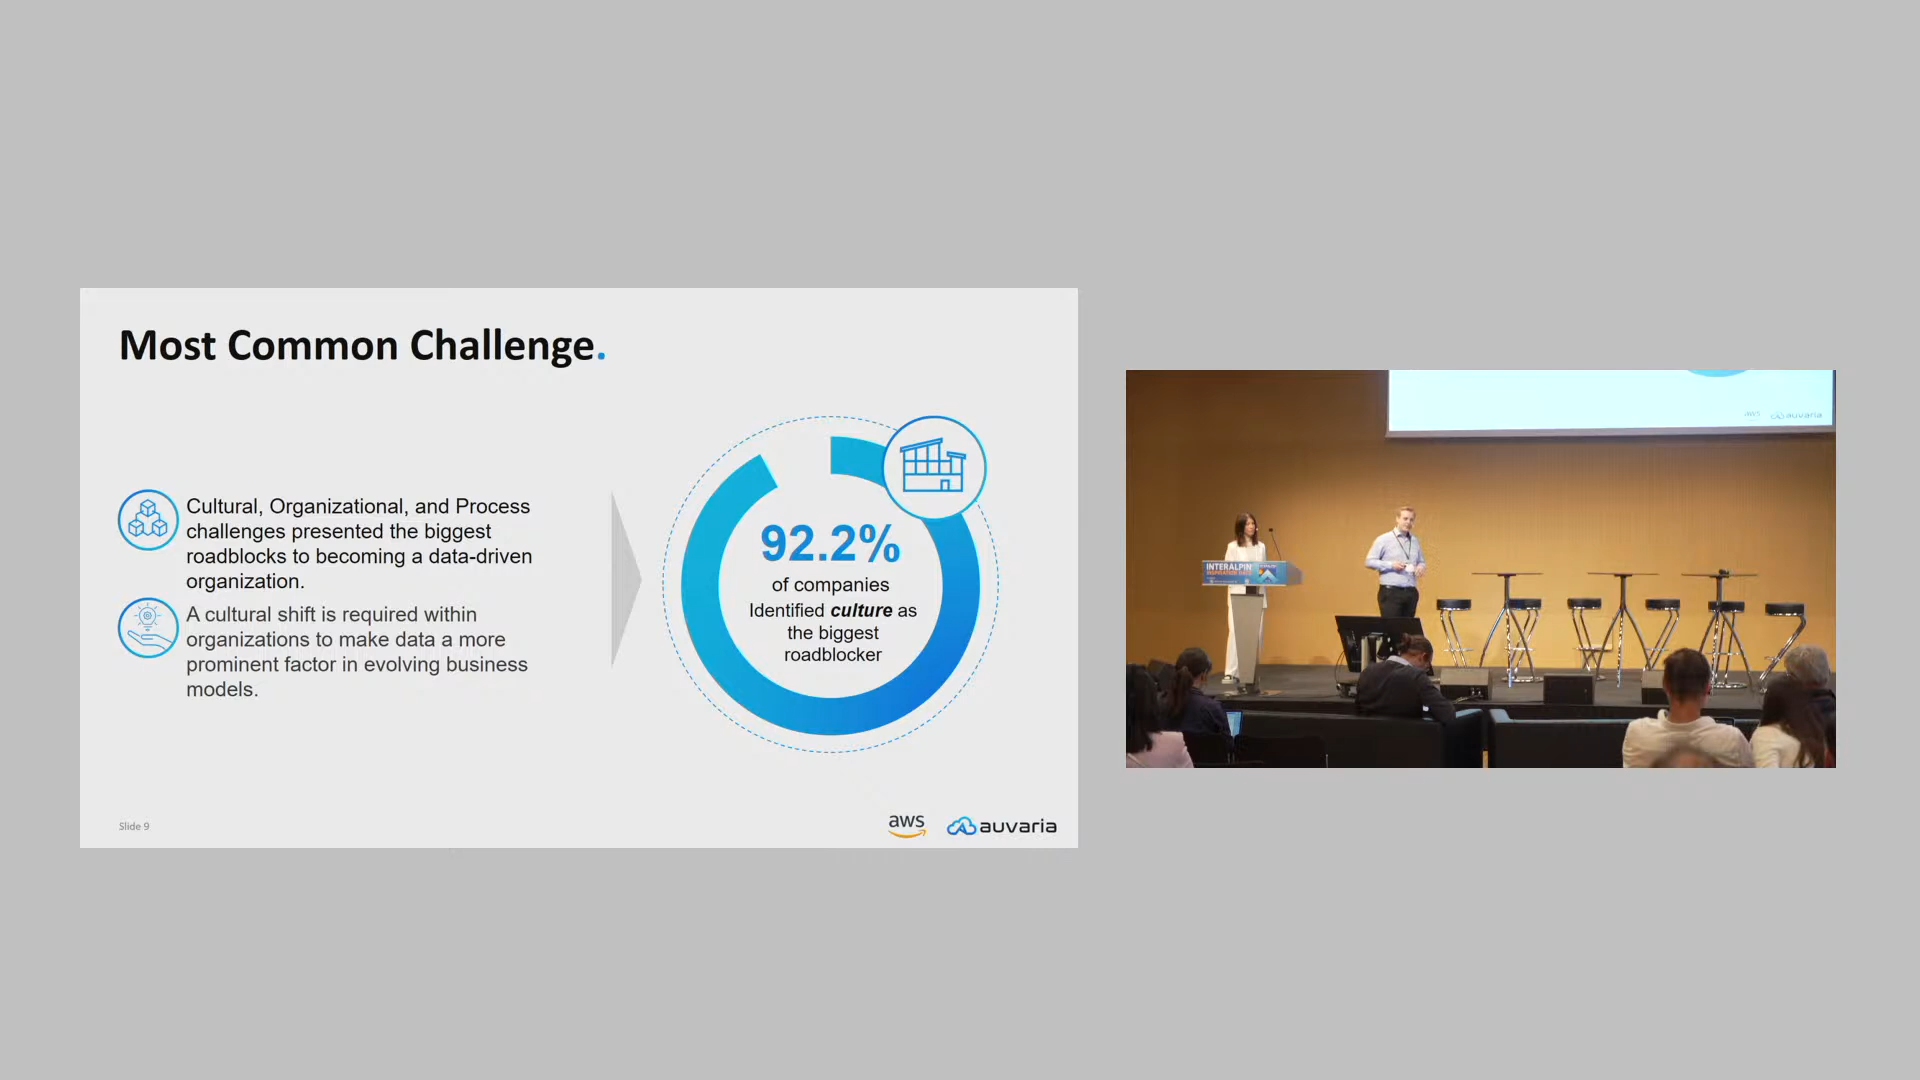 Most Common Challenge.
Cultural, Organizational, and Process
challenges presented the biggest
roadblocks to becoming a data-driven
organization.
A cultural shift is required within
organizations to make data a more
prominent factor in evolving business
models.
92.2%
of companies
Identified culture as
the biggest
roadblocker
Slide 9
aws
auvaria
aws auvaria
INTERALPIN